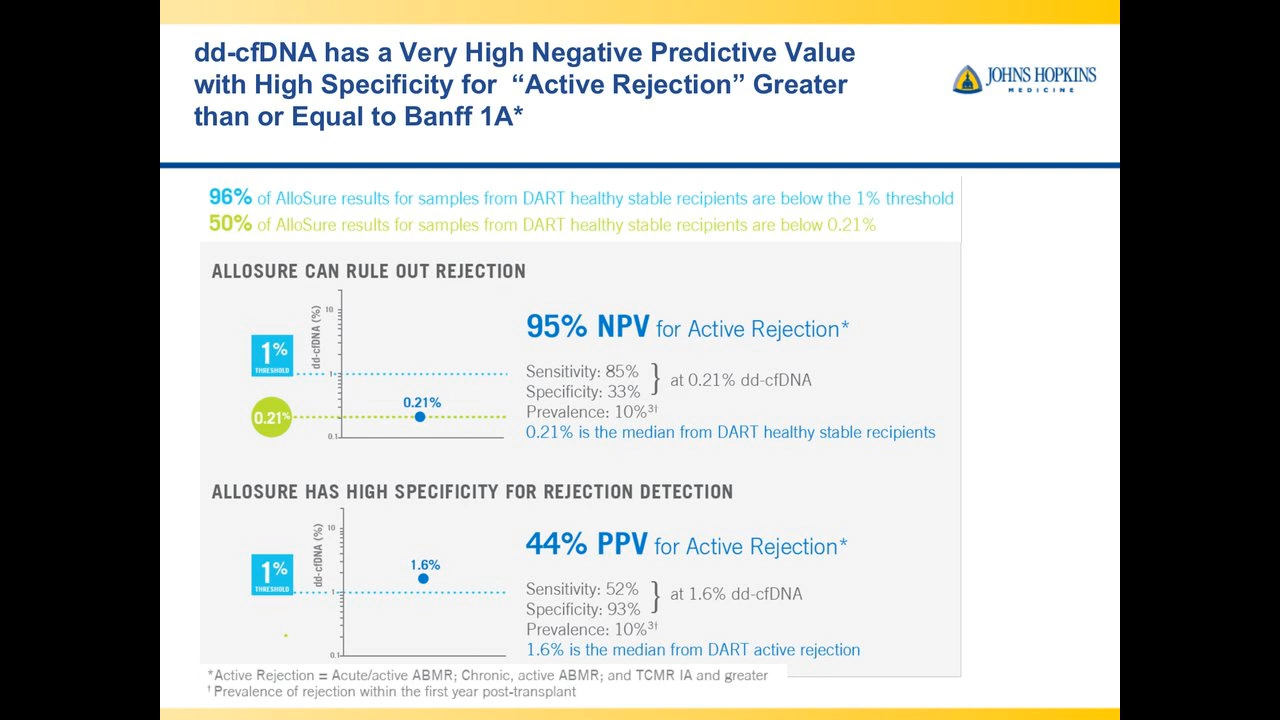 dd-cfDNA has a Very High Negative Predictive Value
with High Specificity for “Active Rejection” Greater
than or Equal to Banff 1A*
JOHNS HOPKINS
MEDICINE
96% of AlloSure results for samples from DART healthy stable recipients are below the 1% threshold
50% of AlloSure results for samples from DART healthy stable recipients are below 0.21%
ALLOSURE CAN RULE OUT REJECTION
dd-cfDNA (%)
10
1
0.1
1%
THRESHOLD
0.21%
0.21%
95% NPV for Active Rejection*
Sensitivity: 85%
Specificity: 33%
} at 0.21% dd-cfDNA
Prevalence: 10%³†
0.21% is the median from DART healthy stable recipients
ALLOSURE HAS HIGH SPECIFICITY FOR REJECTION DETECTION
dd-cfDNA (%)
10
1
0.1
1%
THRESHOLD
1.6%
44% PPV for Active Rejection*
Sensitivity: 52%
Specificity: 93%
} at 1.6% dd-cfDNA
Prevalence: 10%³†
1.6% is the median from DART active rejection
*Active Rejection = Acute/active ABMR; Chronic, active ABMR; and TCMR IA and greater
†Prevalence of rejection within the first year post-transplant